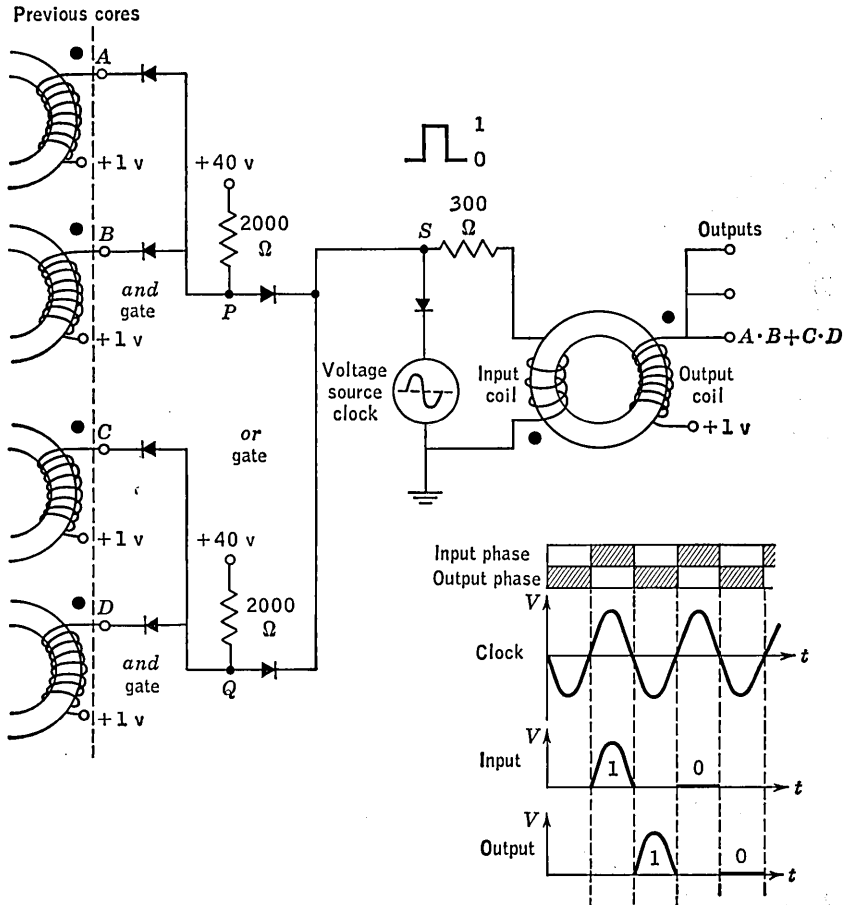 Previous cores
A
+1 v
+40 v
2000
Ω
B
and
gate
P
+1 v
1
0
S
300
Ω
Outputs
A·B+C·D
Voltage
source
clock
Input
coil
Output
coil
+1 v
or
gate
C
+1 v
+40 v
2000
Ω
D
and
gate
Q
+1 v
Input phase
Output phase
V
Clock
t
V
Input
1
0
t
V
Output
1
0
t